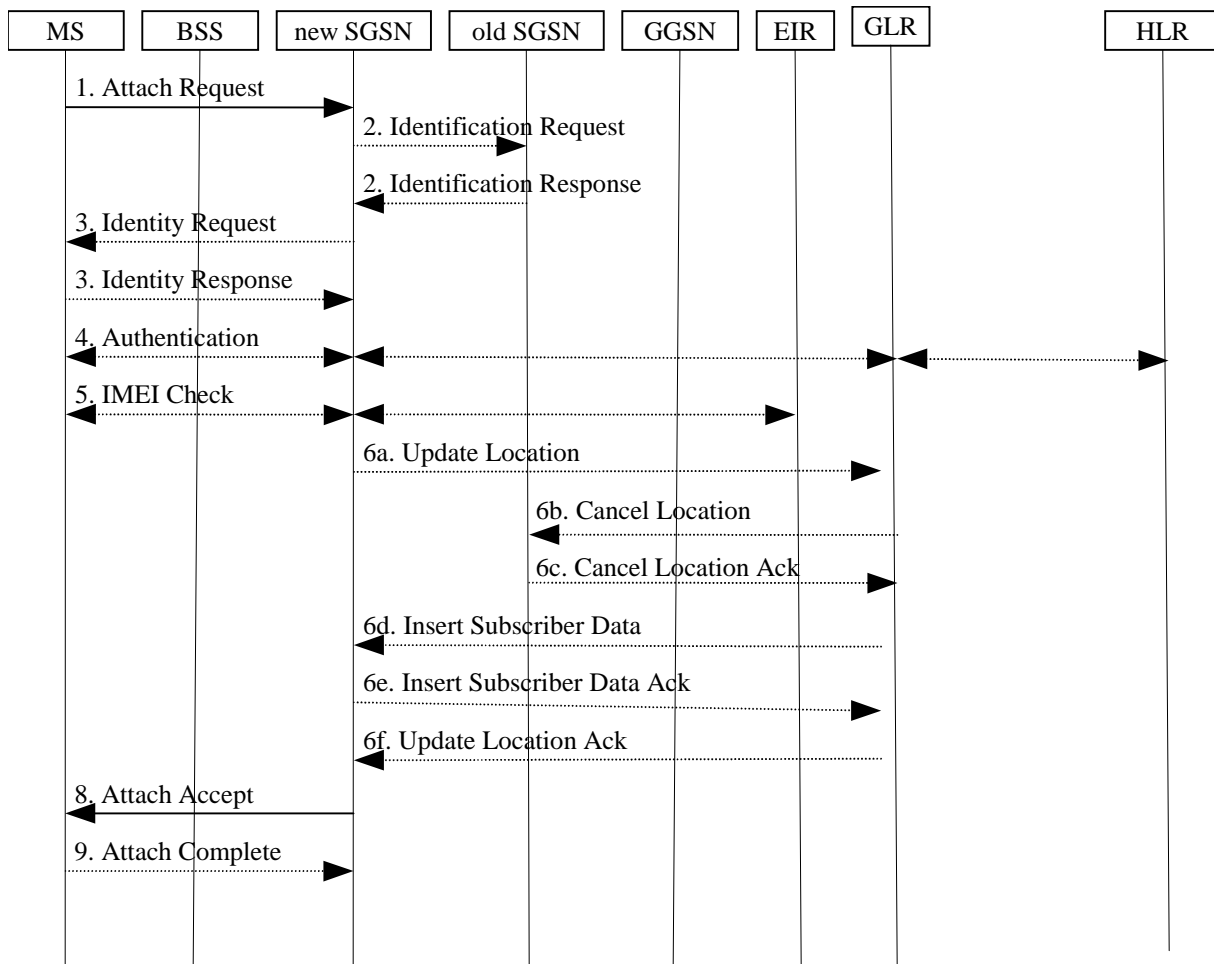 MS BSS new SGSN old SGSN GGSN EIR GLR HLR
1. Attach Request
2. Identification Request
2. Identification Response
3. Identity Request
3. Identity Response
4. Authentication
5. IMEI Check
6a. Update Location
6b. Cancel Location
6c. Cancel Location Ack
6d. Insert Subscriber Data
6e. Insert Subscriber Data Ack
6f. Update Location Ack
8. Attach Accept
9. Attach Complete